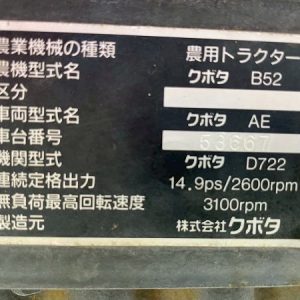 農業機械の種類 農用トラクター
農機型式名 クボタ B52
区分
車両型式名 クボタ AE
車台番号 53667
機関型式 クボタ D722
連続定格出力 14.9ps/2600rpm
無負荷最高回転速度 3100rpm
製造元 株式会社クボタ